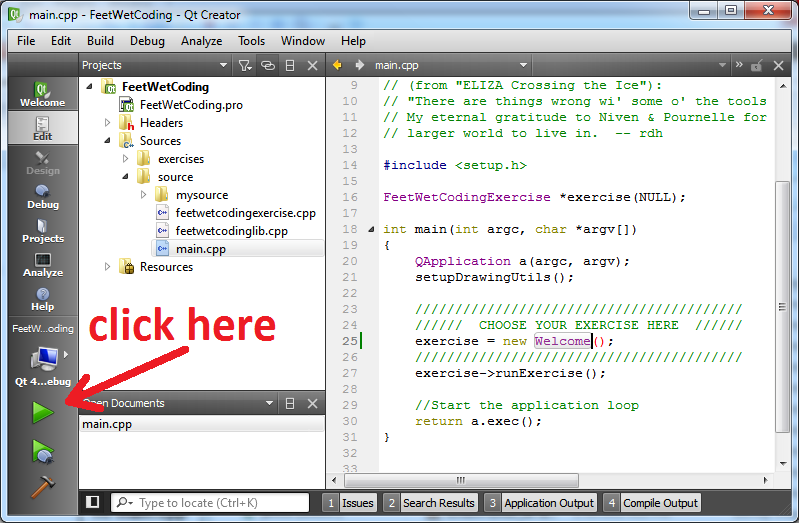 main.cpp - FeetWetCoding - Qt Creator
File Edit Build Debug Analyze Tools Window Help
Projects
main.cpp
Qt
Welcome
Edit
Design
Debug
Projects
Analyze
Help
FeetW...oding
Qt 4...ebug
FeetWetCoding
FeetWetCoding.pro
Headers
Sources
exercises
source
mysource
feetwetcodingexercise.cpp
feetwetcodinglib.cpp
main.cpp
Resources
click here
Open Documents
main.cpp
9 // (from "ELIZA Crossing the Ice"):
10 // "There are things wrong wi' some o' the tools
11 // My eternal gratitude to Niven & Pournelle for
12 // larger world to live in.  -- rdh
13
14 #include <setup.h>
15
16 FeetWetCodingExercise *exercise(NULL);
17
18 int main(int argc, char *argv[])
19 {
20 QApplication a(argc, argv);
21 setupDrawingUtils();
22
23 /////////////////////////////////////////
24 //////  CHOOSE YOUR EXERCISE HERE  //////
25 exercise = new Welcome();
26 /////////////////////////////////////////
27 exercise->runExercise();
28
29 //Start the application loop
30 return a.exec();
31 }
32
33
Type to locate (Ctrl+K)
1 Issues 2 Search Results 3 Application Output 4 Compile Output